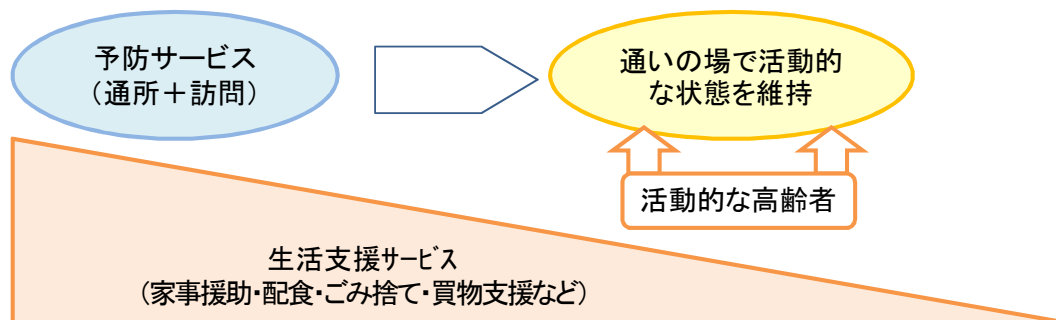 予防サービス
（通所＋訪問）
通いの場で活動的
な状態を維持
活動的な高齢者
生活支援ｻｰﾋﾞｽ
（家事援助・配食・ごみ捨て・買物支援など）